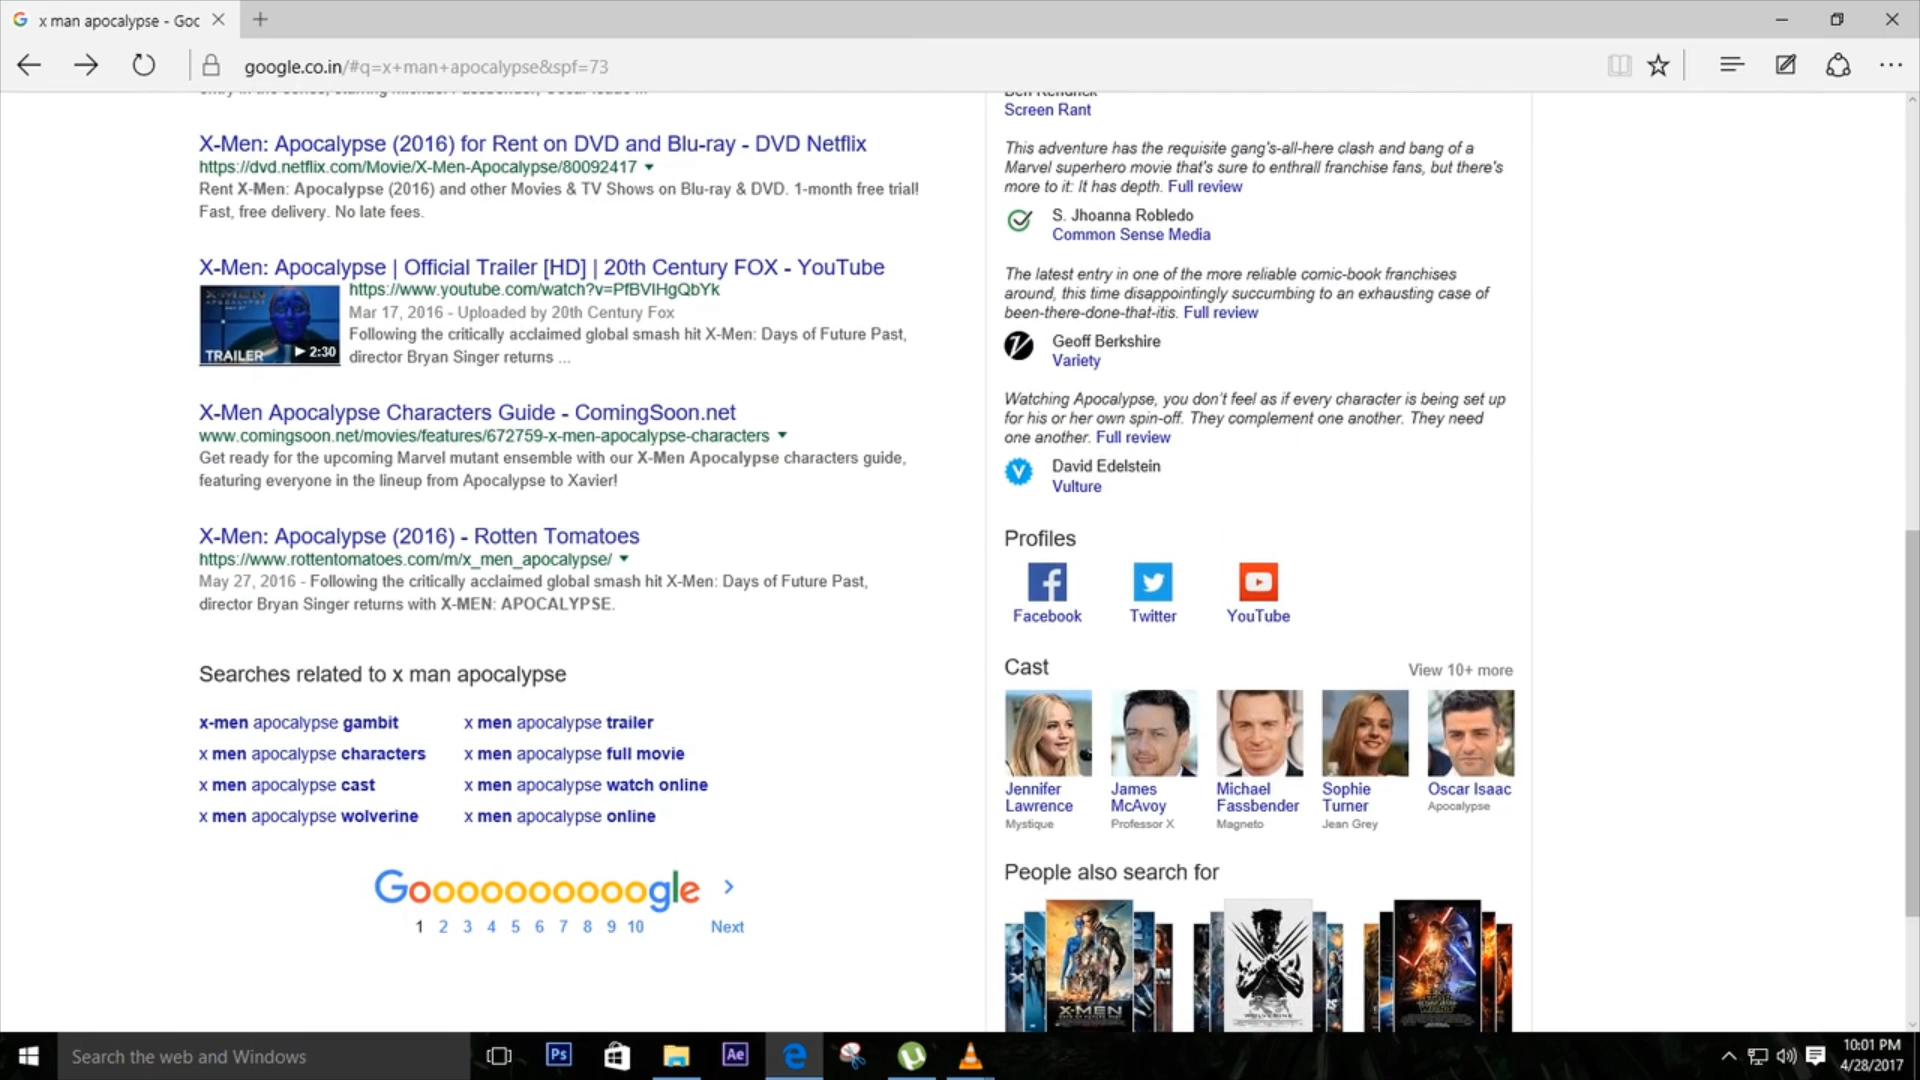 x man apocalypse - Goo
google.co.in/#q=x+man+apocalypse&spf=73
X-Men: Apocalypse (2016) for Rent on DVD and Blu-ray - DVD Netflix
https://dvd.netflix.com/Movie/X-Men-Apocalypse/80092417
Rent X-Men: Apocalypse (2016) and other Movies & TV Shows on Blu-ray & DVD. 1-month free trial!
Fast, free delivery. No late fees.
X-Men: Apocalypse | Official Trailer [HD] | 20th Century FOX - YouTube
https://www.youtube.com/watch?v=PfBVIHgQbYk
Mar 17, 2016 - Uploaded by 20th Century Fox
Following the critically acclaimed global smash hit X-Men: Days of Future Past,
director Bryan Singer returns ...
X-MEN
APOCALYPSE
TRAILER
2:30
X-Men Apocalypse Characters Guide - ComingSoon.net
www.comingsoon.net/movies/features/672759-x-men-apocalypse-characters
Get ready for the upcoming Marvel mutant ensemble with our X-Men Apocalypse characters guide,
featuring everyone in the lineup from Apocalypse to Xavier!
X-Men: Apocalypse (2016) - Rotten Tomatoes
https://www.rottentomatoes.com/m/x_men_apocalypse/
May 27, 2016 - Following the critically acclaimed global smash hit X-Men: Days of Future Past,
director Bryan Singer returns with X-MEN: APOCALYPSE.
Searches related to x man apocalypse
x-men apocalypse gambit
x men apocalypse trailer
x men apocalypse characters
x men apocalypse full movie
x men apocalypse cast
x men apocalypse watch online
x men apocalypse wolverine
x men apocalypse online
Goooooooooogle
1 2 3 4 5 6 7 8 9 10 Next
Ben Kendrick
Screen Rant
This adventure has the requisite gang's-all-here clash and bang of a
Marvel superhero movie that's sure to enthrall franchise fans, but there's
more to it: It has depth. Full review
S. Jhoanna Robledo
Common Sense Media
The latest entry in one of the more reliable comic-book franchises
around, this time disappointingly succumbing to an exhausting case of
been-there-done-that-itis. Full review
Geoff Berkshire
Variety
Watching Apocalypse, you don't feel as if every character is being set up
for his or her own spin-off. They complement one another. They need
one another. Full review
David Edelstein
Vulture
Profiles
Facebook
Twitter
YouTube
Cast
View 10+ more
Jennifer
Lawrence
Mystique
James
McAvoy
Professor X
Michael
Fassbender
Magneto
Sophie
Turner
Jean Grey
Oscar Isaac
Apocalypse
People also search for
X-MEN
WOLVERINE
STAR WARS
Search the web and Windows
Ps
Ae
10:01 PM
4/28/2017